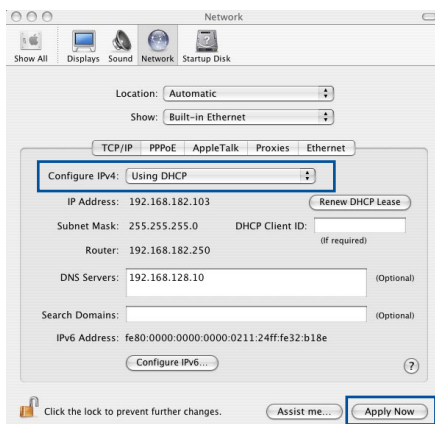 Network
Show All Displays Sound Network Startup Disk
Location: Automatic
Show: Built-in Ethernet
TCP/IP PPPoE AppleTalk Proxies Ethernet
Configure IPv4: Using DHCP
IP Address: 192.168.182.103 Renew DHCP Lease
Subnet Mask: 255.255.255.0 DHCP Client ID:
(If required)
Router: 192.168.182.250
DNS Servers: 192.168.128.10 (Optional)
Search Domains: (Optional)
IPv6 Address: fe80:0000:0000:0000:0211:24ff:fe32:b18e
Configure IPv6... ?
Click the lock to prevent further changes. Assist me... Apply Now